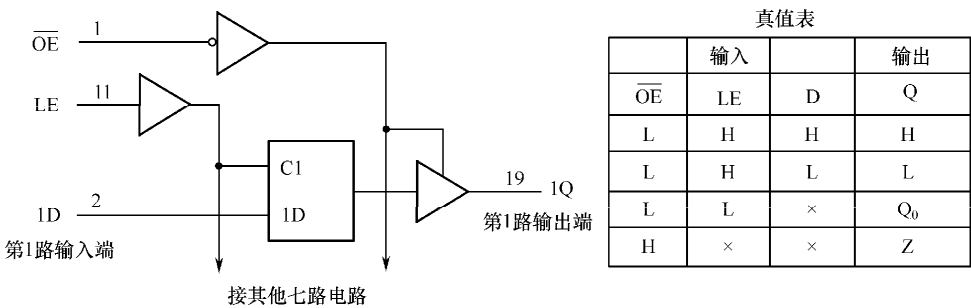 OE 1
LE 11
C1
1D 2
1D
19 1Q
第1路输入端
第1路输出端
接其他七路电路
真值表
输入 输出
OE LE D Q
L H H H
L H L L
L L × Q₀
H × × Z